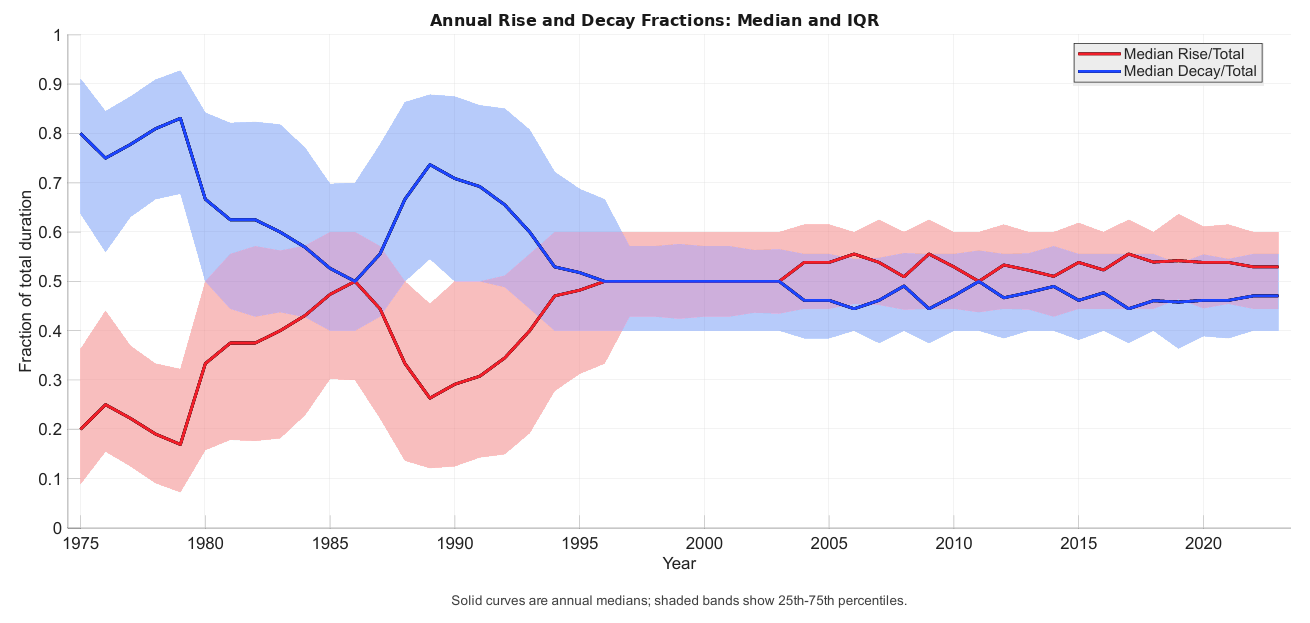 Annual Rise and Decay Fractions: Median and IQR
Median Rise/Total
Median Decay/Total
Fraction of total duration
1
0.9
0.8
0.7
0.6
0.5
0.4
0.3
0.2
0.1
0
1975 1980 1985 1990 1995 2000 2005 2010 2015 2020
Year
Solid curves are annual medians; shaded bands show 25th-75th percentiles.